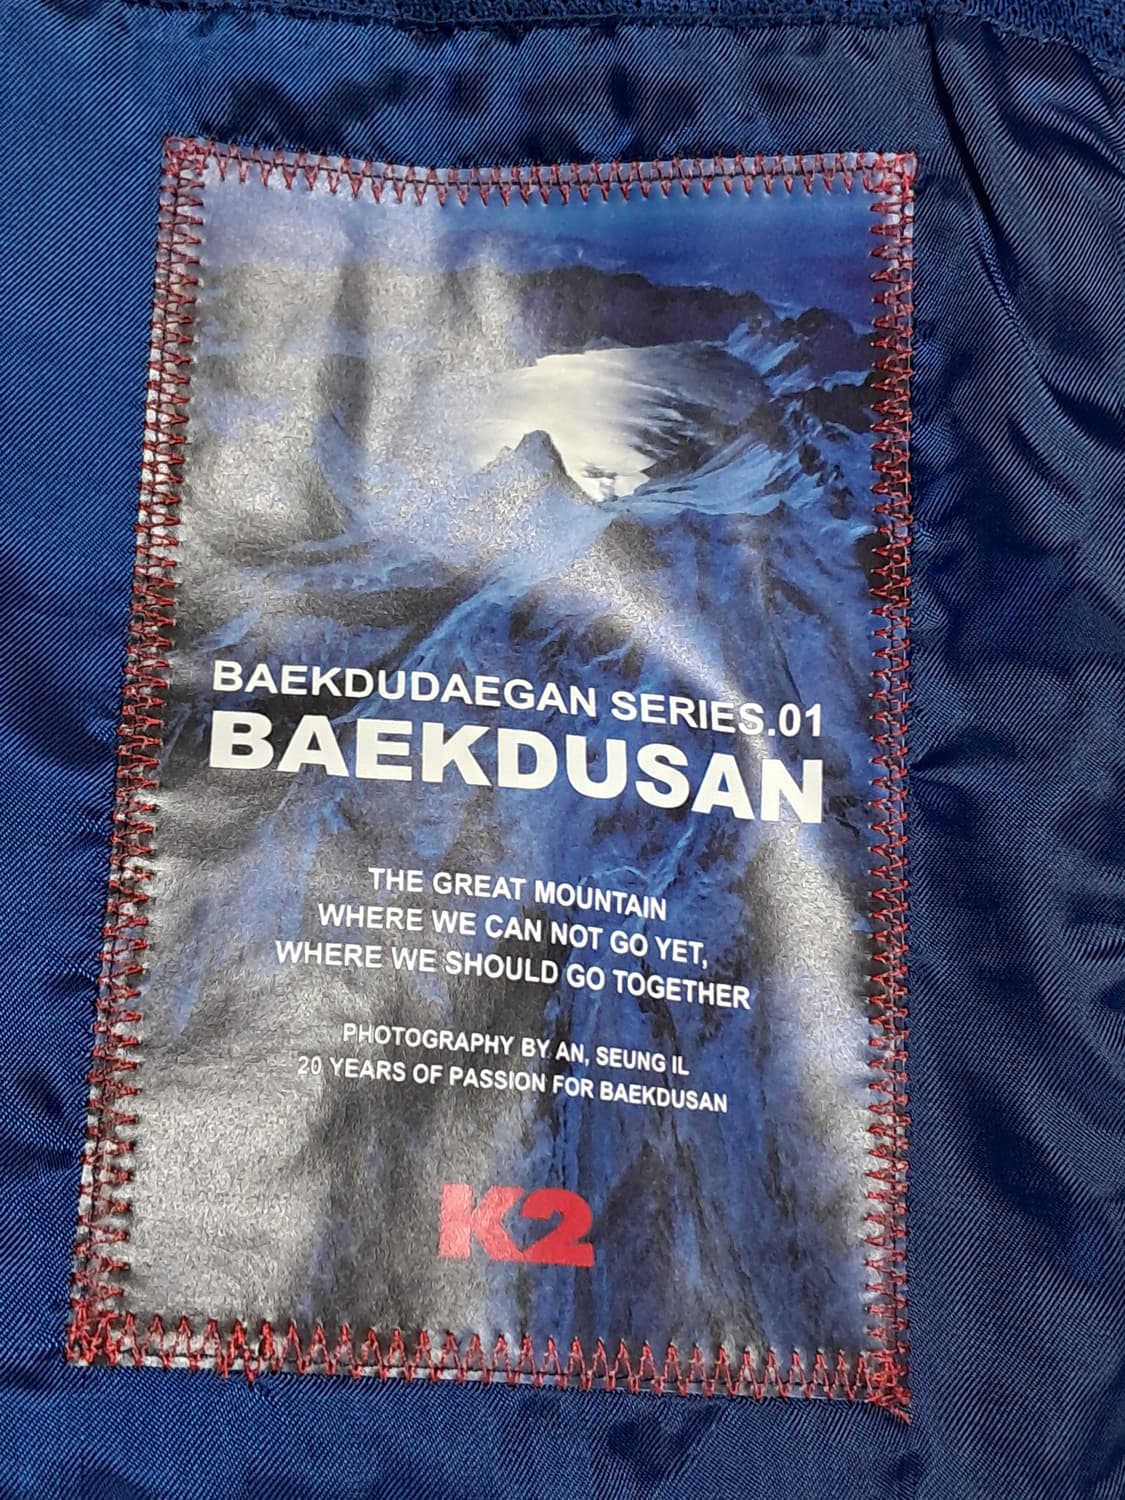 BAEKDUDAEGAN SERIES.01
BAEKDUSAN
THE GREAT MOUNTAIN
WHERE WE CAN NOT GO YET,
WHERE WE SHOULD GO TOGETHER
PHOTOGRAPHY BY AN, SEUNG IL
20 YEARS OF PASSION FOR BAEKDUSAN
K2